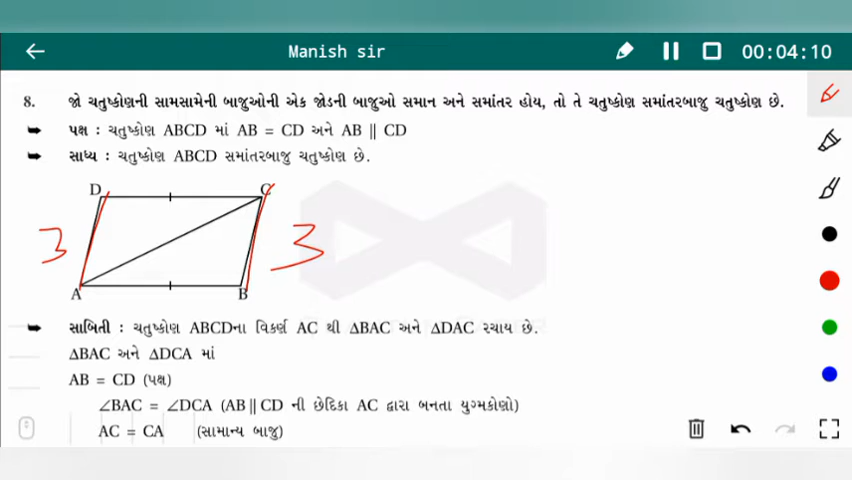 Manish sir
00:04:10
8. જો ચતુષ્કોણની સામસામેની બાજુઓની એક જોડની બાજુઓ સમાન અને સમાંતર હોય, તો તે ચતુષ્કોણ સમાંતરબાજુ ચતુષ્કોણ છે.
➥ પક્ષ : ચતુષ્કોણ ABCD માં AB = CD અને AB || CD
➥ સાધ્ય : ચતુષ્કોણ ABCD સમાંતરબાજુ ચતુષ્કોણ છે.
D C
3 3
A B
➥ સાબિતી : ચતુષ્કોણ ABCDના વિકર્ણ AC થી ΔBAC અને ΔDAC રચાય છે.
ΔBAC અને ΔDCA માં
AB = CD (પક્ષ)
∠BAC = ∠DCA (AB || CD ની છેદિકા AC દ્વારા બનતા યુગ્મકોણો)
AC = CA (સામાન્ય બાજુ)